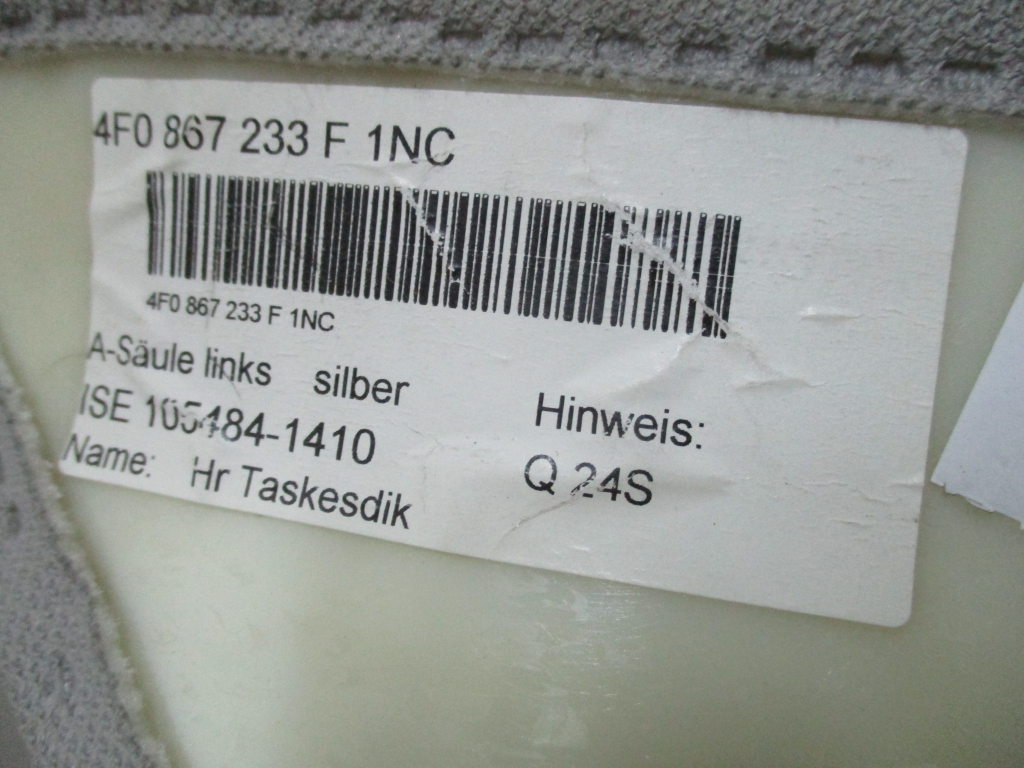 4F0 867 233 F 1NC
4F0 867 233 F 1NC
A-Säule links silber
ISE 105484-1410
Name: Hr Taskesdik
Hinweis:
Q 24S